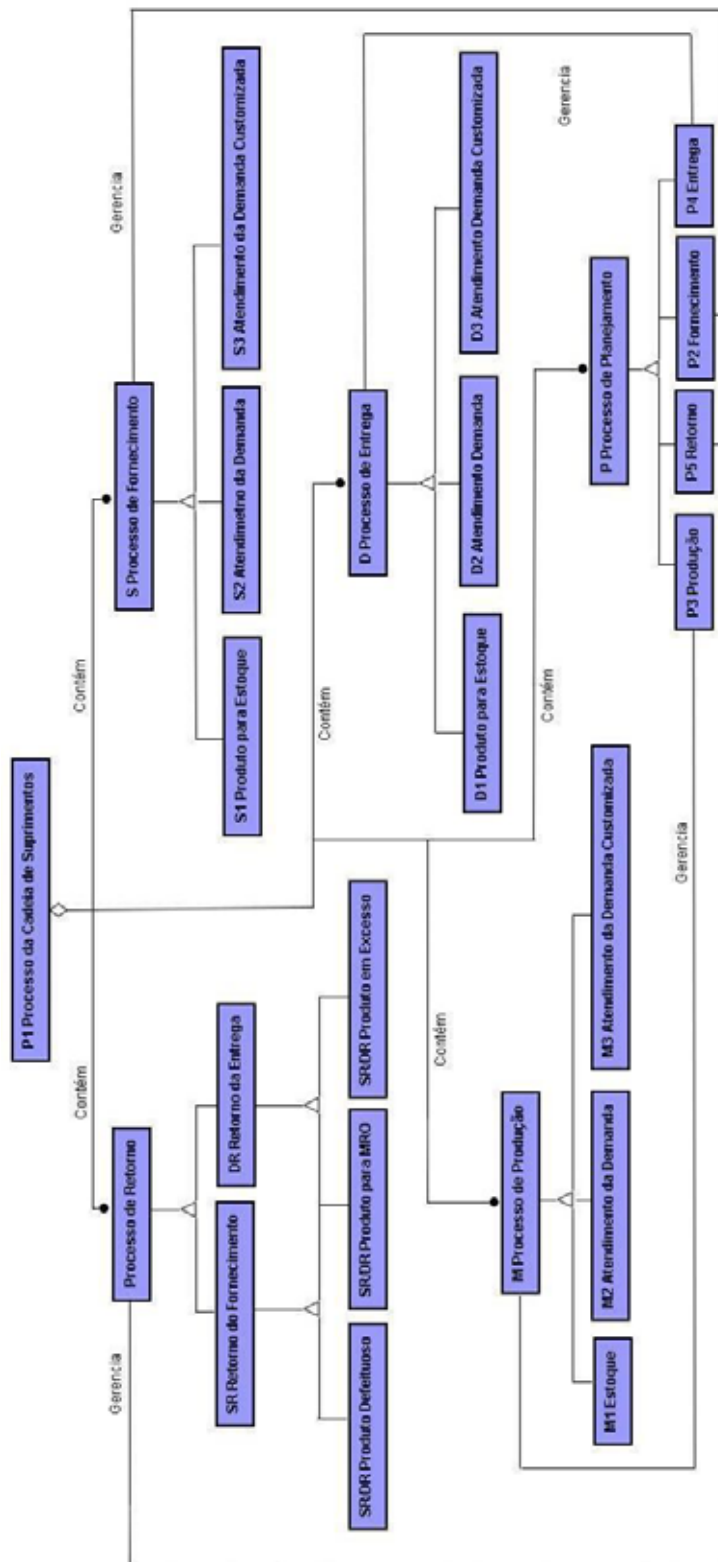 P1 Processo da Cadeia de Suprimentos
Contém
Contém
Gerencia
Processo de Retorno
S Processo de Fornecimento
Gerencia
SR Retorno do Fornecimento
DR Retorno da Entrega
S1 Produto para Estoque
S2 Atendimetno da Demanda
S3 Atendimento da Demanda Customizada
SR/DR Produto Defeituoso
SR/DR Produto para MRO
SR/DR Produto em Excesso
Contém
D Processo de Entrega
D1 Produto para Estoque
D2 Atendimento Demanda
D3 Atendimento Demanda Customizada
Contém
Contém
Gerencia
M Processo de Produção
P Processo de Planejamento
M1 Estoque
M2 Atendimento da Demanda
M3 Atendimento da Demanda Customizada
P3 Produção
P5 Retorno
P2 Fornecimento
P4 Entrega
Gerencia